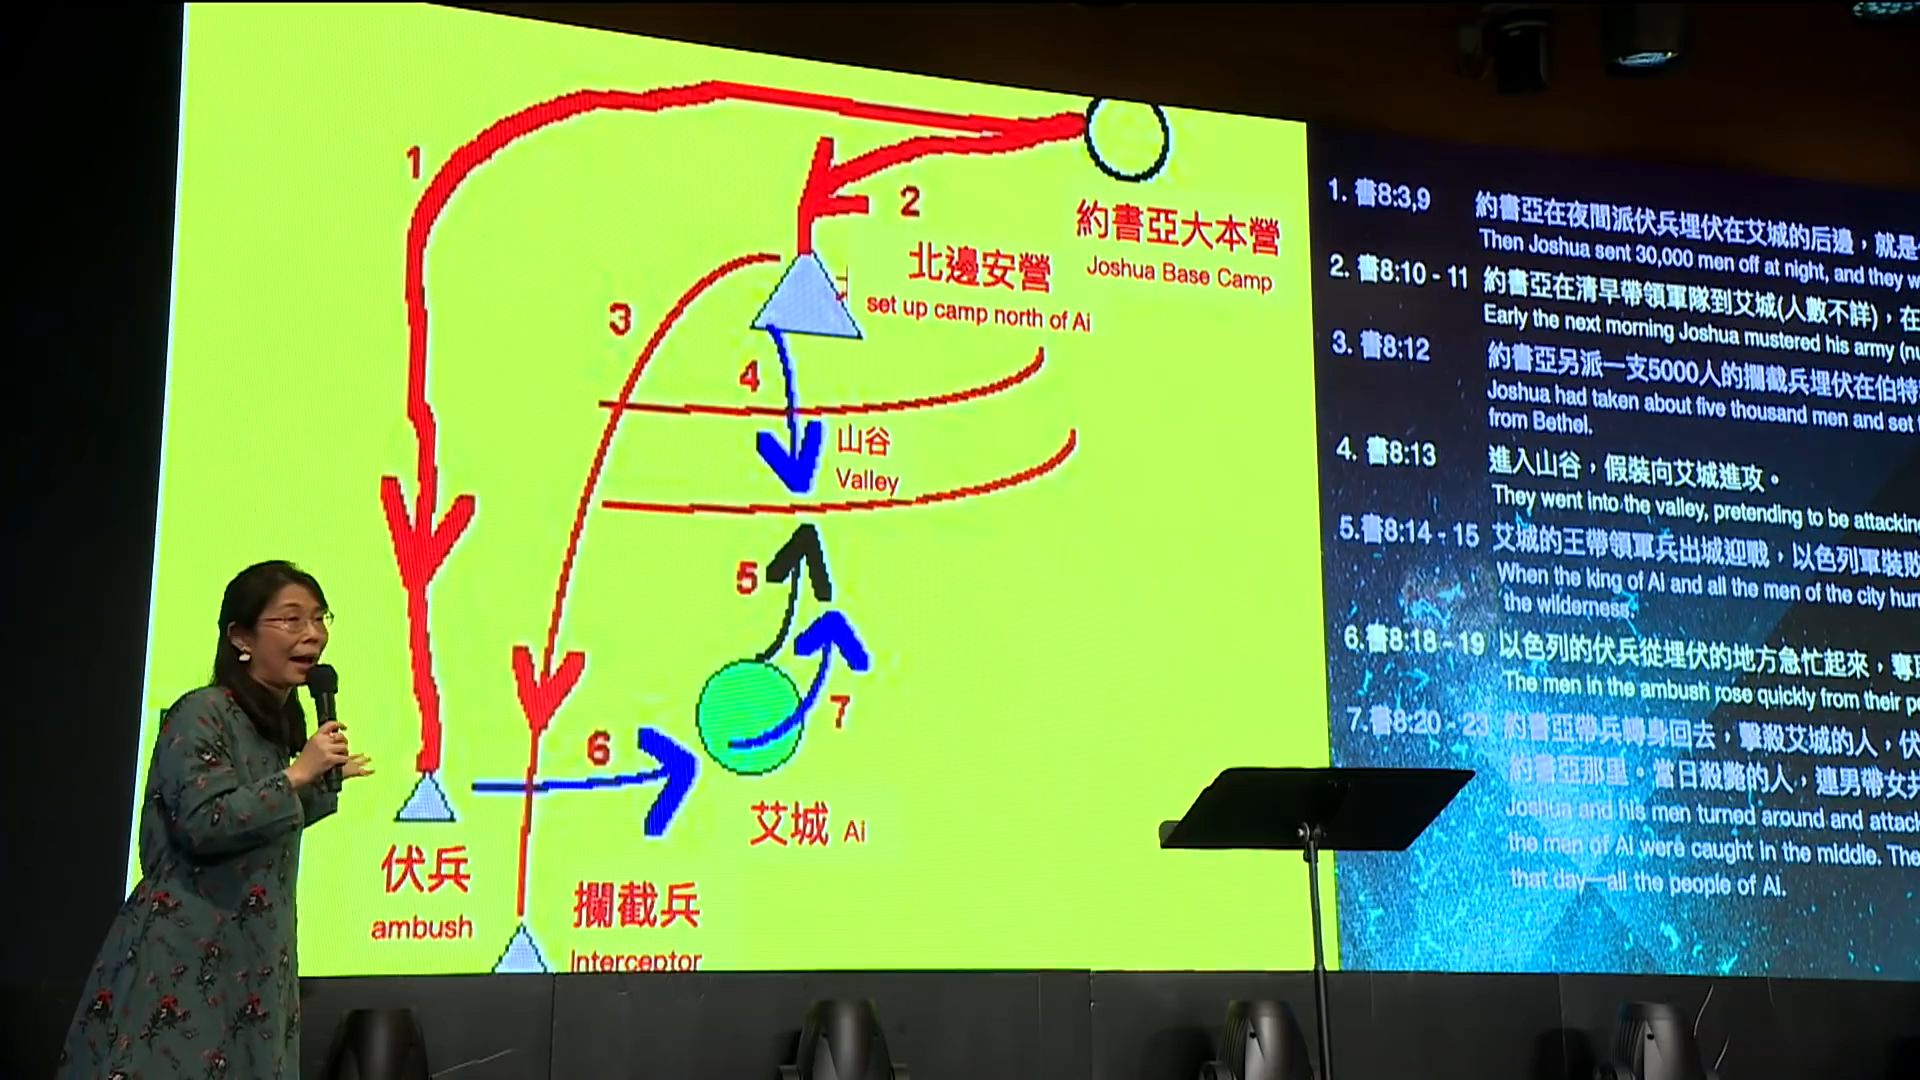 1
2
約書亞大本營
Joshua Base Camp
北邊安營
set up camp north of Ai
3
4
山谷
Valley
5
7
6
艾城 Ai
伏兵
ambush
攔截兵
Interceptor
1. 書8:3,9 約書亞在夜間派伏兵埋伏在艾城的后邊，就是
Then Joshua sent 30,000 men off at night, and they w
2. 書8:10 - 11 約書亞在清早帶領軍隊到艾城(人數不詳)，在
Early the next morning Joshua mustered his army (nu
3. 書8:12 約書亞另派一支5000人的攔截兵埋伏在伯特
Joshua had taken about five thousand men and set
from Bethel.
4. 書8:13 進入山谷，假裝向艾城進攻。
They went into the valley, pretending to be attacking
5.書8:14 - 15 艾城的王帶領軍兵出城迎戰，以色列軍裝敗
When the king of Ai and all the men of the city hur
the wilderness.
6.書8:18 - 19 以色列的伏兵從埋伏的地方急忙起來，奪
The men in the ambush rose quickly from their po
7.書8:20 - 23 約書亞帶兵轉身回去，擊殺艾城的人，伏
約書亞那里。當日殺斃的人，連男帶女共
Joshua and his men turned around and attack
the men of Ai were caught in the middle. The
that day—all the people of Ai.